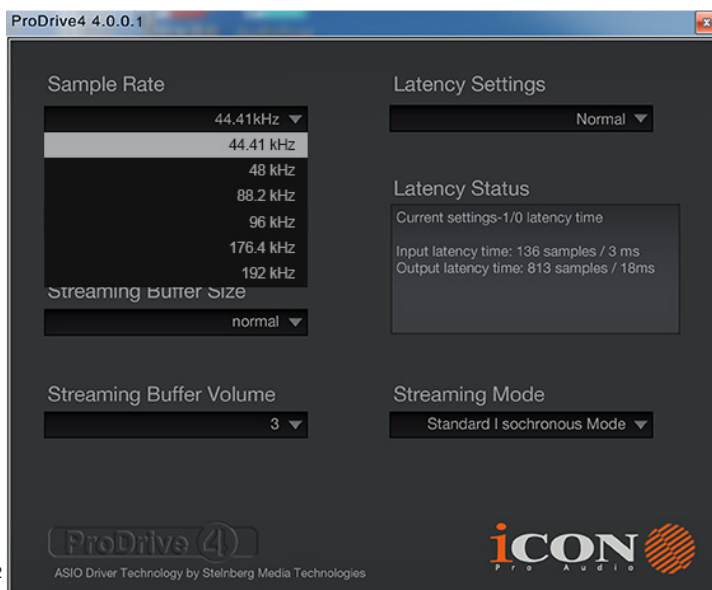 ProDrive4 4.0.0.1
x
Sample Rate
44.41kHz
44.41 kHz
48 kHz
88.2 kHz
96 kHz
176.4 kHz
192 kHz
Streaming Buffer Size
normal
Streaming Buffer Volume
3
Latency Settings
Normal
Latency Status
Current settings-1/0 latency time
Input latency time: 136 samples / 3 ms
Output latency time: 813 samples / 18ms
Streaming Mode
Standard I sochronous Mode
ProDrive 4
ASIO Driver Technology by Steinberg Media Technologies
iCON
Pro Audio